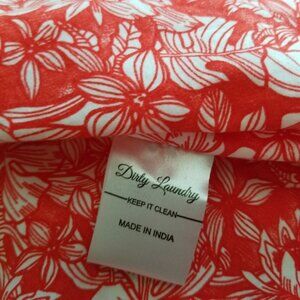 Dirty Laundry
KEEP IT CLEAN
MADE IN INDIA